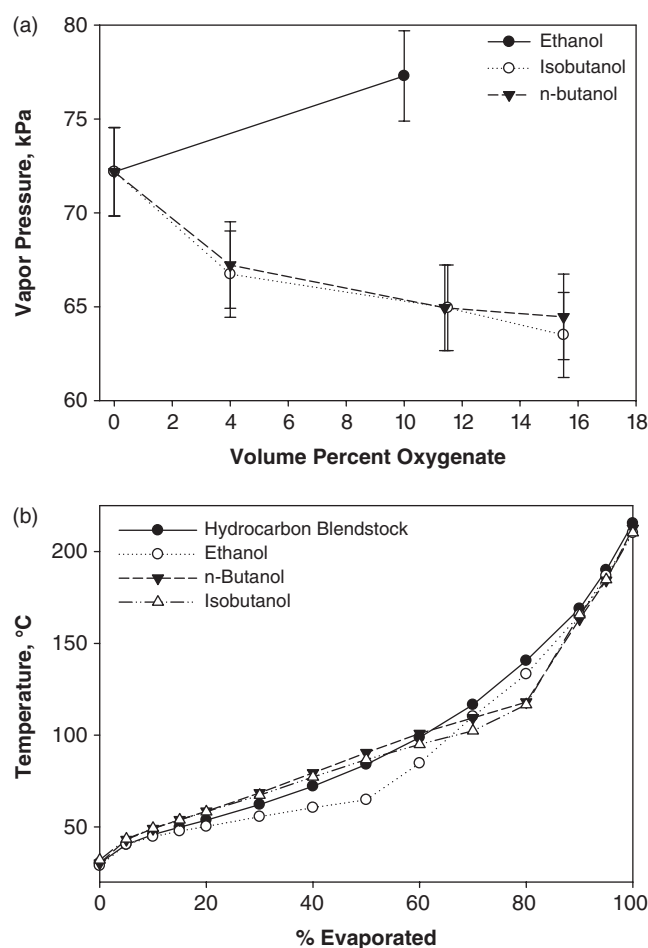 (a)
80
75
70
65
60
Vapor Pressure, kPa
Ethanol
Isobutanol
n-butanol
0 2 4 6 8 10 12 14 16 18
Volume Percent Oxygenate
(b)
200
150
100
50
Temperature, °C
Hydrocarbon Blendstock
Ethanol
n-Butanol
Isobutanol
0 20 40 60 80 100
% Evaporated